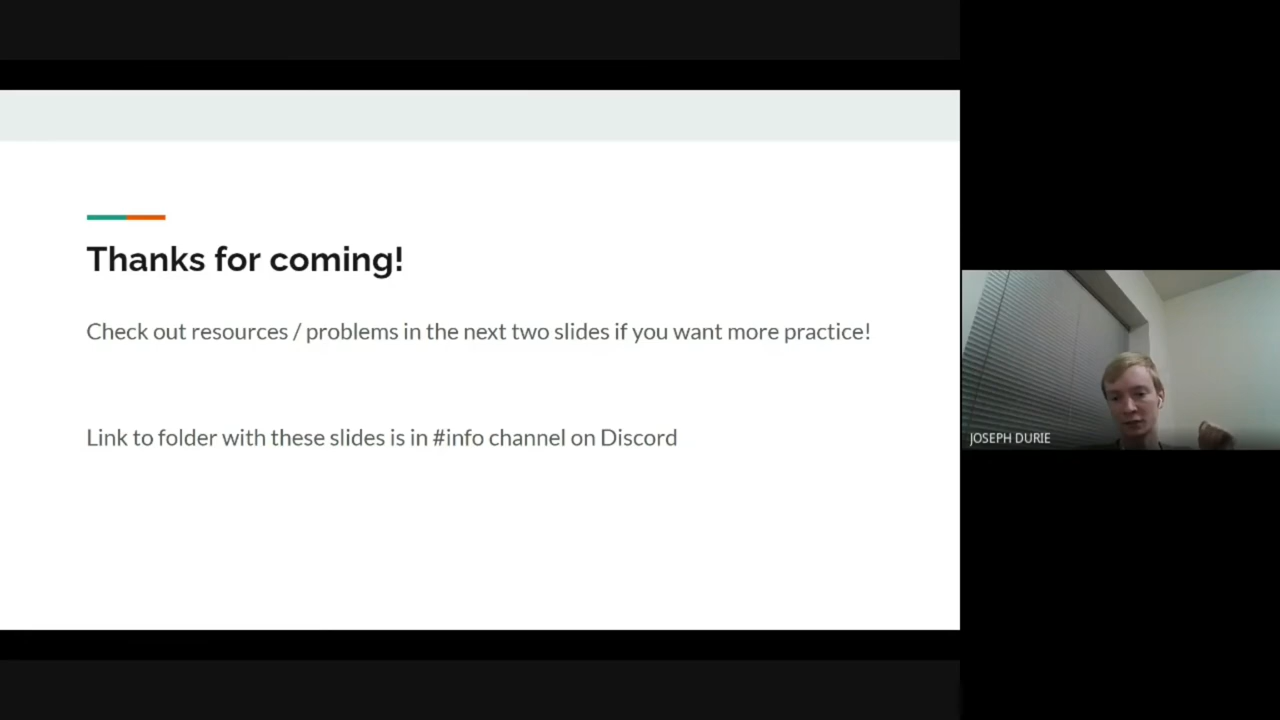 Thanks for coming!
Check out resources / problems in the next two slides if you want more practice!
Link to folder with these slides is in #info channel on Discord
JOSEPH DURIE